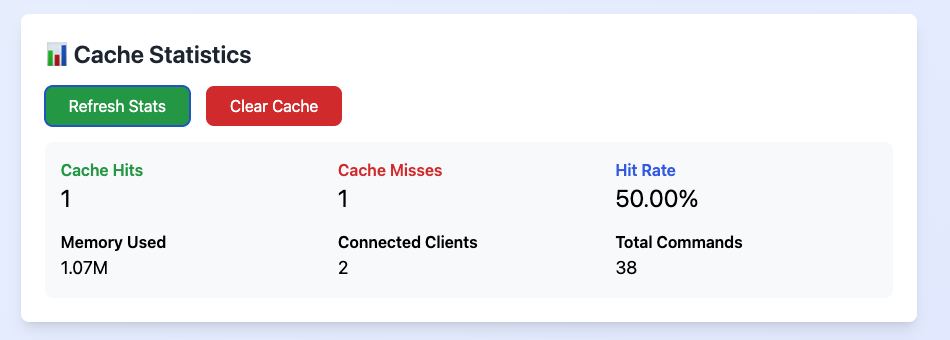 Cache Statistics
Refresh Stats Clear Cache
Cache Hits Cache Misses Hit Rate
1 1 50.00%
Memory Used Connected Clients Total Commands
1.07M 2 38